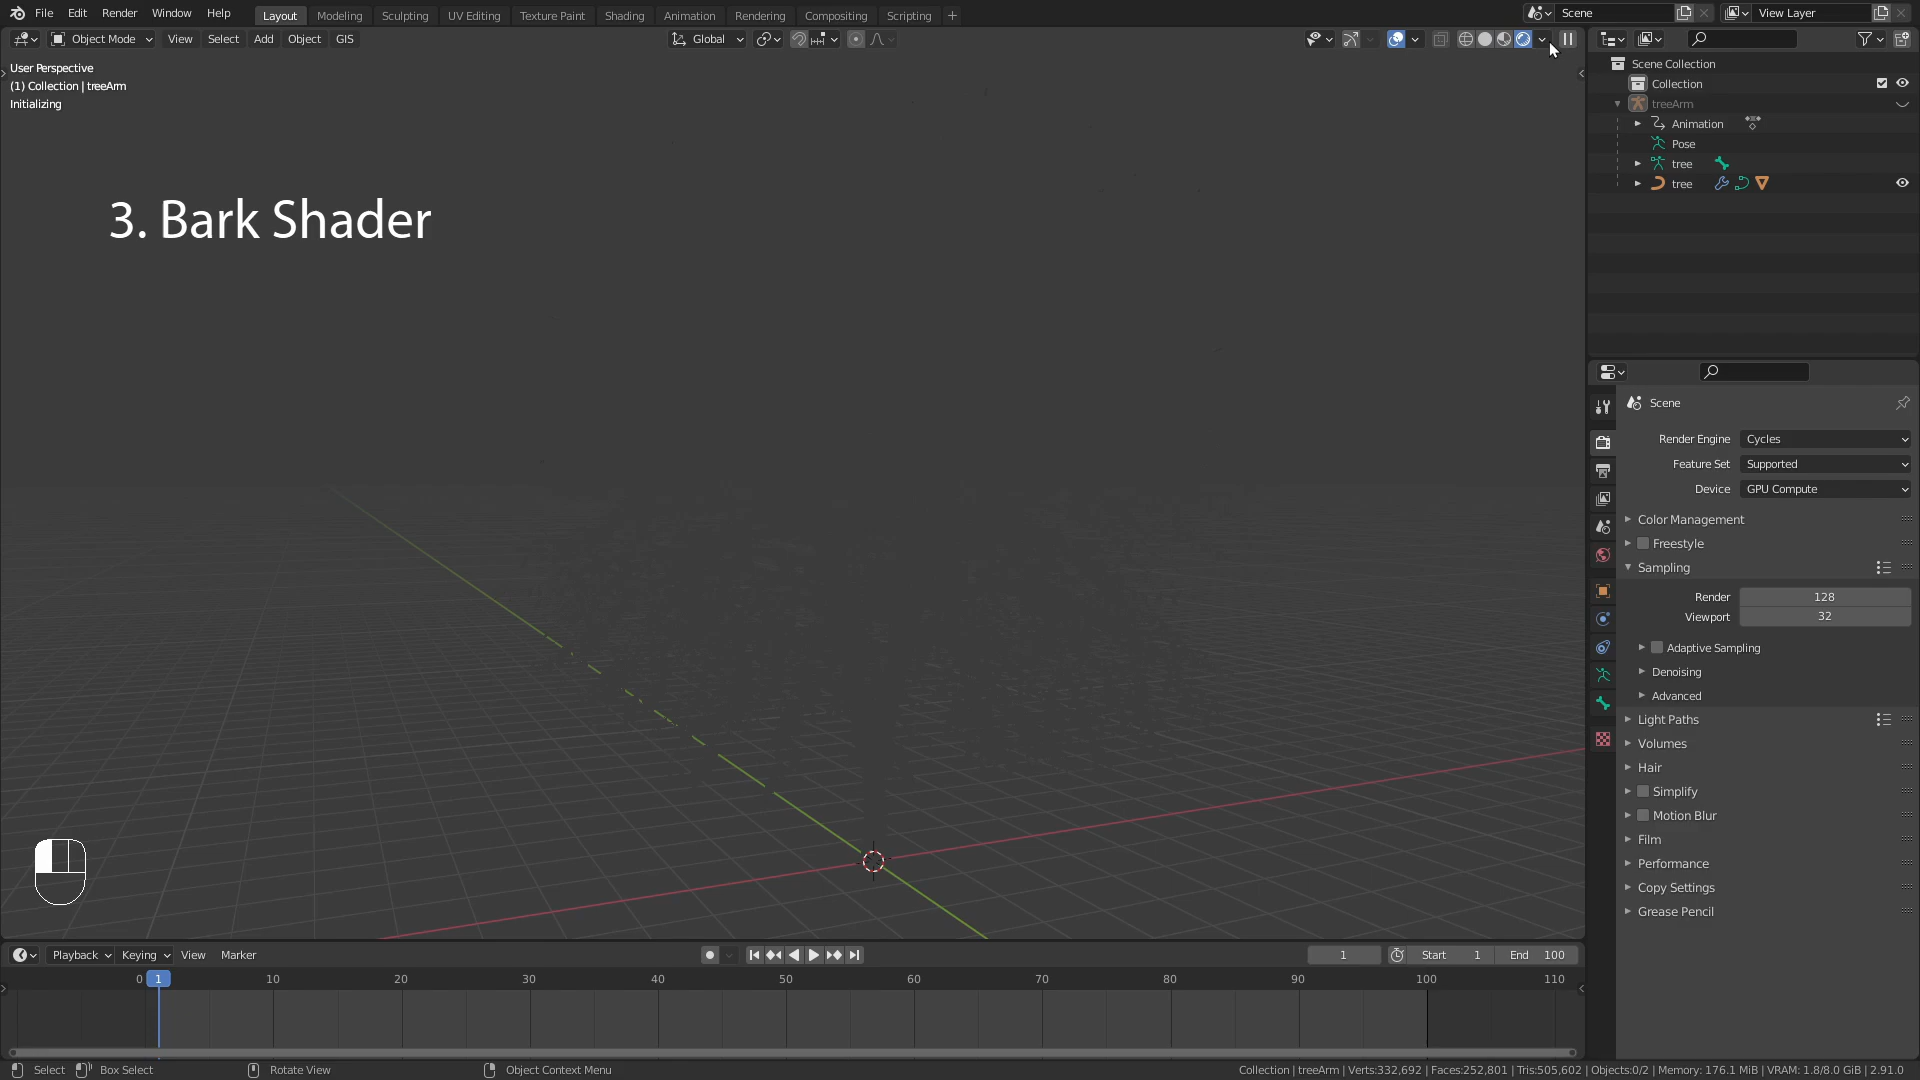 File Edit Render Window Help
Layout Modeling Sculpting UV Editing Texture Paint Shading Animation Rendering Compositing Scripting +
Scene
View Layer
Object Mode View Select Add Object GIS
Global
User Perspective
(1) Collection | treeArm
Initializing
3. Bark Shader
Scene Collection
Collection
treeArm
Animation
Pose
tree
tree
Scene
Render Engine Cycles
Feature Set Supported
Device GPU Compute
Color Management
Freestyle
Sampling
Render 128
Viewport 32
Adaptive Sampling
Denoising
Advanced
Light Paths
Volumes
Hair
Simplify
Motion Blur
Film
Performance
Copy Settings
Grease Pencil
Playback Keying View Marker
1 Start 1 End 100
0 1 10 20 30 40 50 60 70 80 90 100 110
Select Box Select Rotate View Object Context Menu
Collection | treeArm | Verts:332,692 | Faces:252,801 | Tris:505,602 | Objects:0/2 | Memory: 176.1 MiB | VRAM: 1.8/8.0 GiB | 2.91.0